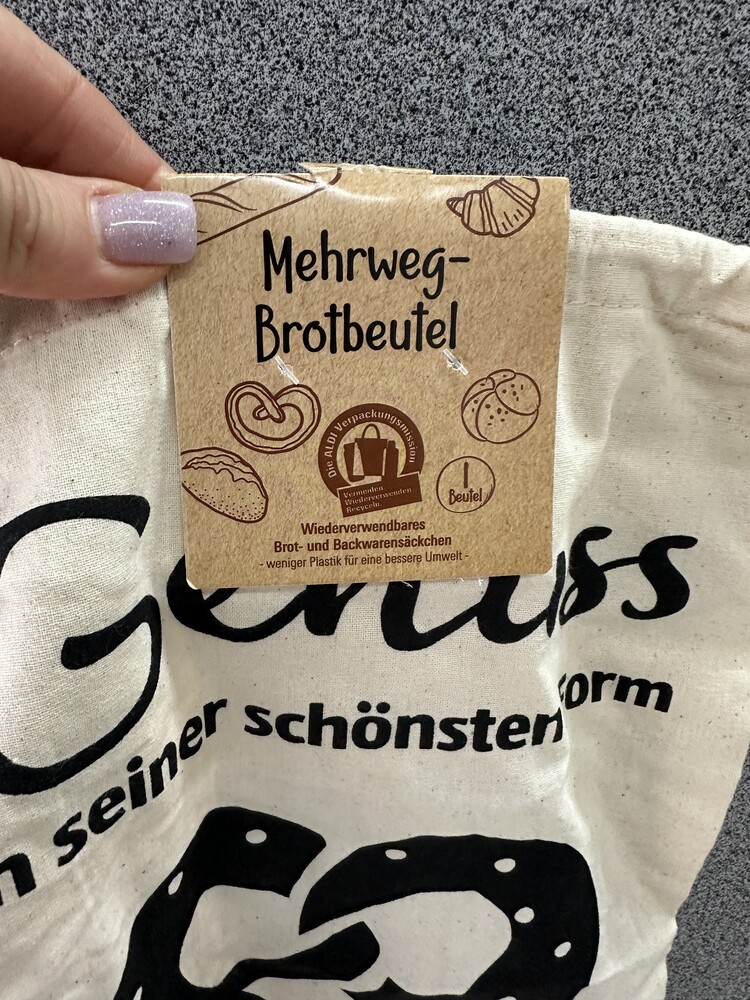 Mehrweg-
Brotbeutel
Die ALDI Verpackungsmission
Vermeiden
Wiederverwenden
Recyceln
1
Beutel
Wiederverwendbares
Brot- und Backwarensäckchen
- weniger Plastik für eine bessere Umwelt -
Genuss
n seiner schönsten Form